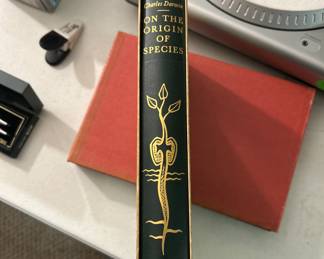 Charles Darwin
ON THE
ORIGIN
OF
SPECIES